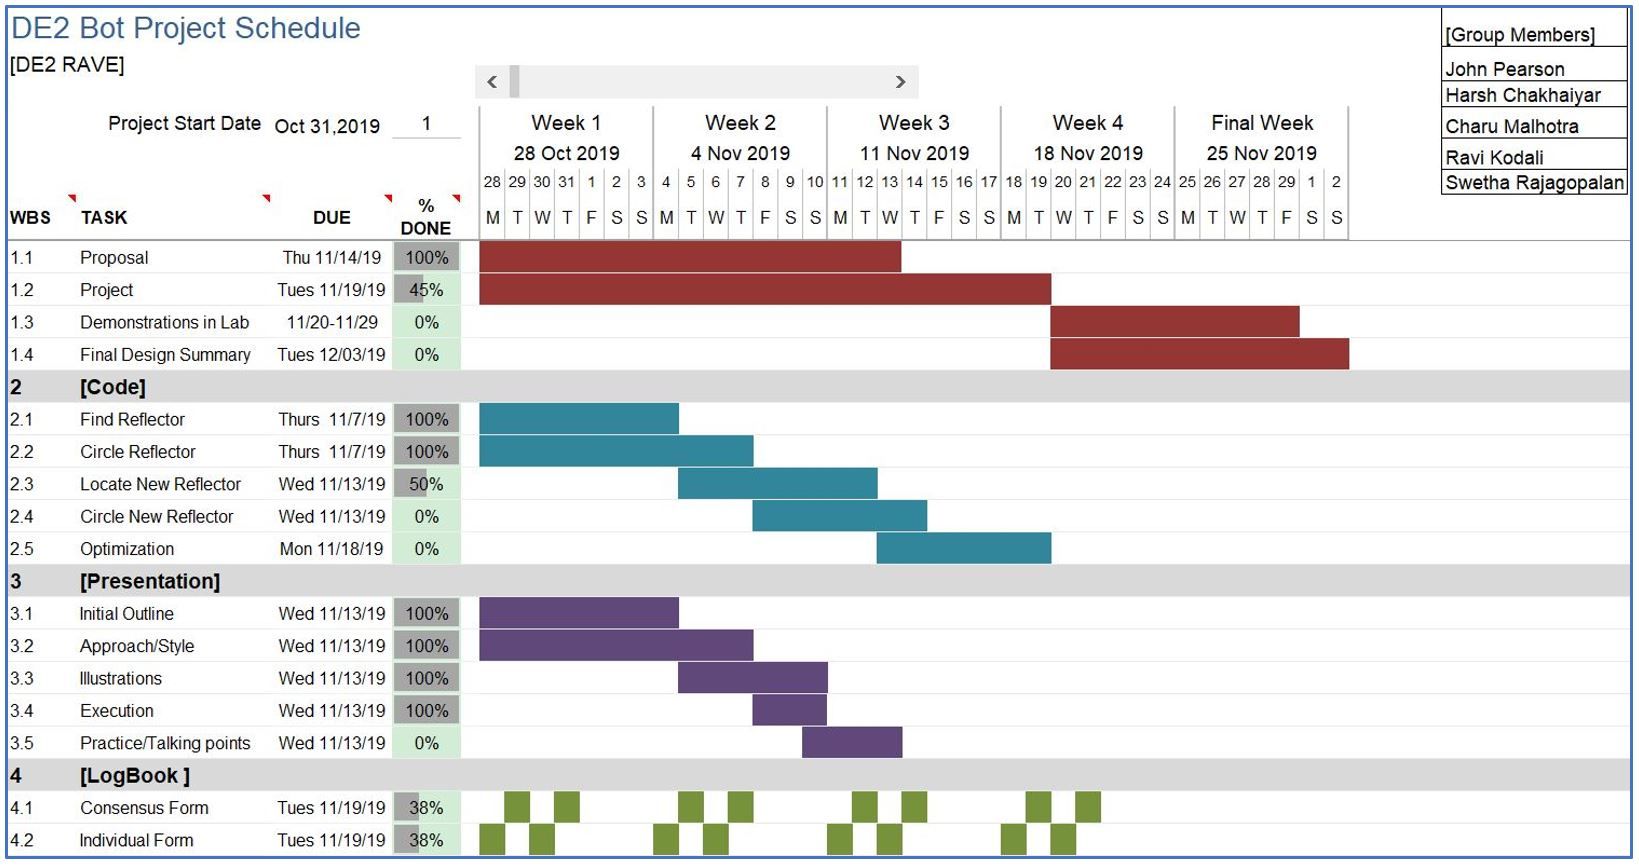 DE2 Bot Project Schedule
[DE2 RAVE]
[Group Members]
John Pearson
Harsh Chakhaiyar
Charu Malhotra
Ravi Kodali
Swetha Rajagopalan
Project Start Date Oct 31,2019 1
Week 1 Week 2 Week 3 Week 4 Final Week
28 Oct 2019 4 Nov 2019 11 Nov 2019 18 Nov 2019 25 Nov 2019
28 29 30 31 1 2 3 4 5 6 7 8 9 10 11 12 13 14 15 16 17 18 19 20 21 22 23 24 25 26 27 28 29 1 2
WBS TASK DUE % DONE M T W T F S S M T W T F S S M T W T F S S M T W T F S S M T W T F S S
1.1 Proposal Thu 11/14/19 100%
1.2 Project Tues 11/19/19 45%
1.3 Demonstrations in Lab 11/20-11/29 0%
1.4 Final Design Summary Tues 12/03/19 0%
2 [Code]
2.1 Find Reflector Thurs 11/7/19 100%
2.2 Circle Reflector Thurs 11/7/19 100%
2.3 Locate New Reflector Wed 11/13/19 50%
2.4 Circle New Reflector Wed 11/13/19 0%
2.5 Optimization Mon 11/18/19 0%
3 [Presentation]
3.1 Initial Outline Wed 11/13/19 100%
3.2 Approach/Style Wed 11/13/19 100%
3.3 Illustrations Wed 11/13/19 100%
3.4 Execution Wed 11/13/19 100%
3.5 Practice/Talking points Wed 11/13/19 0%
4 [LogBook ]
4.1 Consensus Form Tues 11/19/19 38%
4.2 Individual Form Tues 11/19/19 38%